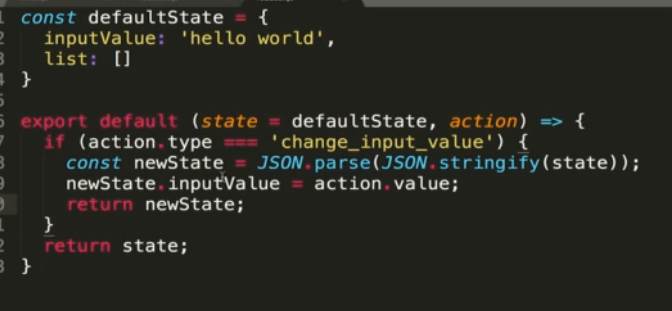 1 const defaultState = {
2   inputValue: 'hello world',
3   list: []
4 }
5
6 export default (state = defaultState, action) => {
7   if (action.type === 'change_input_value') {
8     const newState = JSON.parse(JSON.stringify(state));
9     newState.inputValue = action.value;
0     return newState;
1   }
2   return state;
3 }